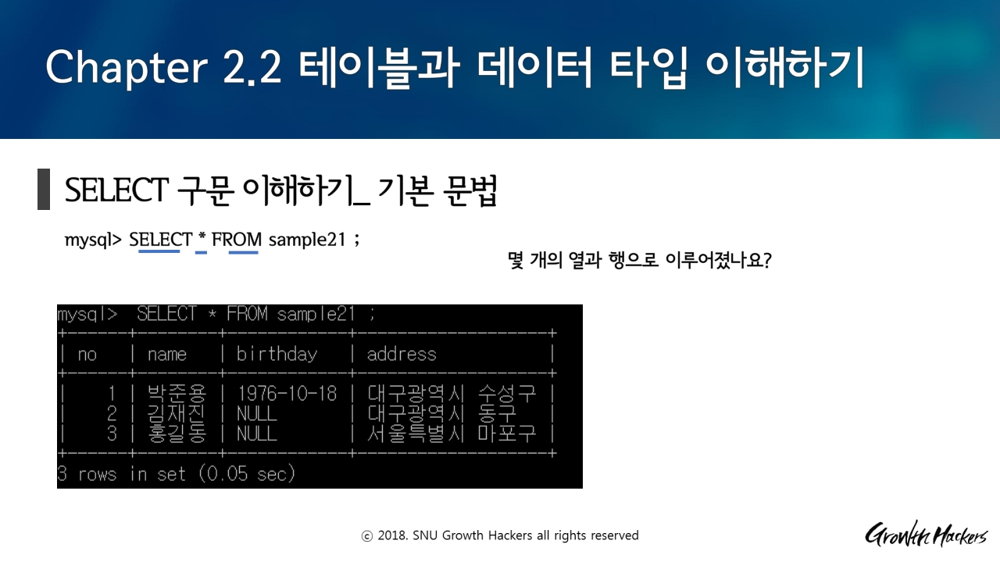 Chapter 2.2 테이블과 데이터 타입 이해하기
SELECT 구문 이해하기_ 기본 문법
mysql> SELECT * FROM sample21 ;
몇 개의 열과 행으로 이루어졌나요?
mysql>  SELECT * FROM sample21 ;
+------+--------+------------+-------------------+
| no   | name   | birthday   | address           |
+------+--------+------------+-------------------+
|    1 | 박준용 | 1976-10-18 | 대구광역시 수성구 |
|    2 | 김재진 | NULL       | 대구광역시 동구   |
|    3 | 홍길동 | NULL       | 서울특별시 마포구 |
+------+--------+------------+-------------------+
3 rows in set (0.05 sec)
ⓒ 2018. SNU Growth Hackers all rights reserved
Growth Hackers